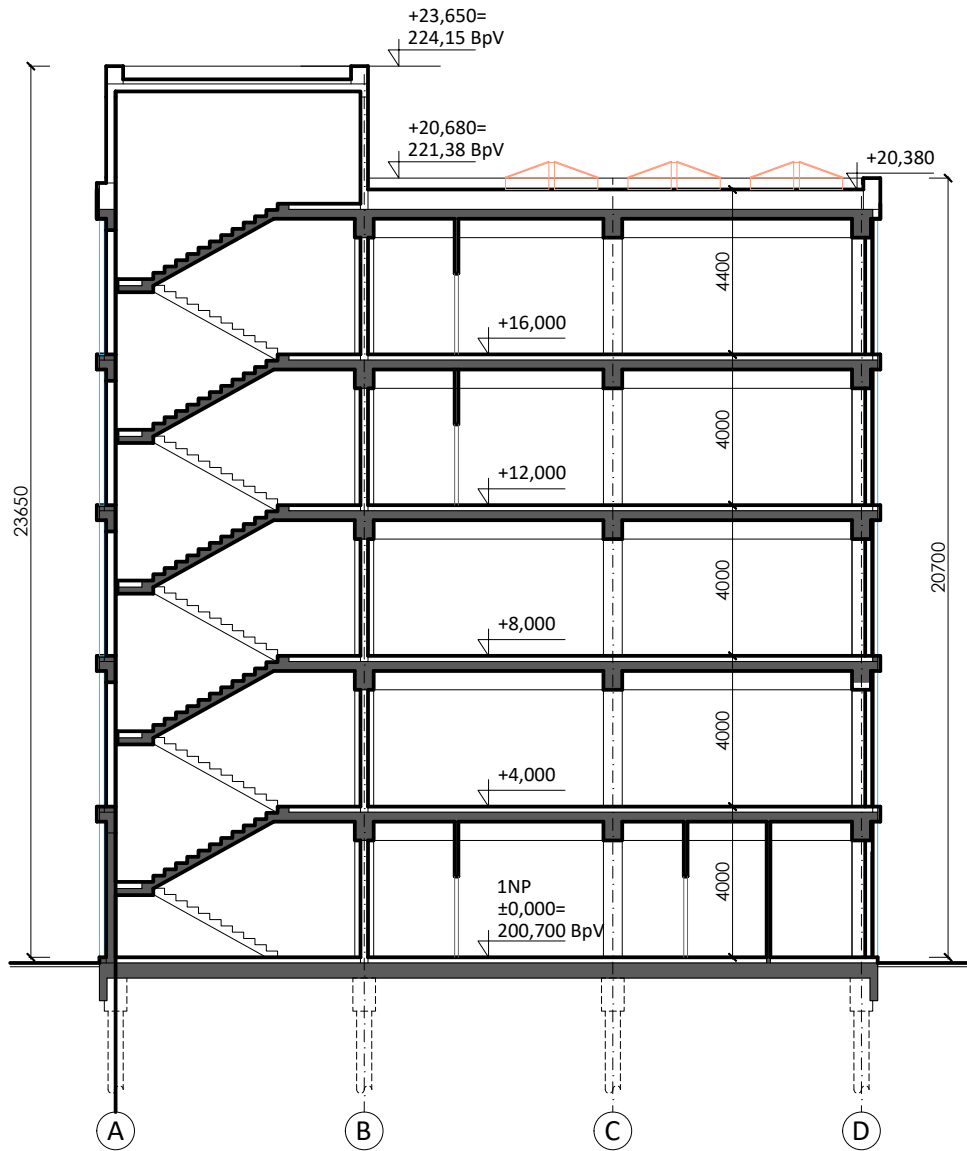 +23,650=
224,15 BpV
+20,680=
221,38 BpV
+20,380
4400
+16,000
4000
+12,000
23650
20700
4000
+8,000
4000
+4,000
4000
1NP
±0,000=
200,700 BpV
A
B
C
D